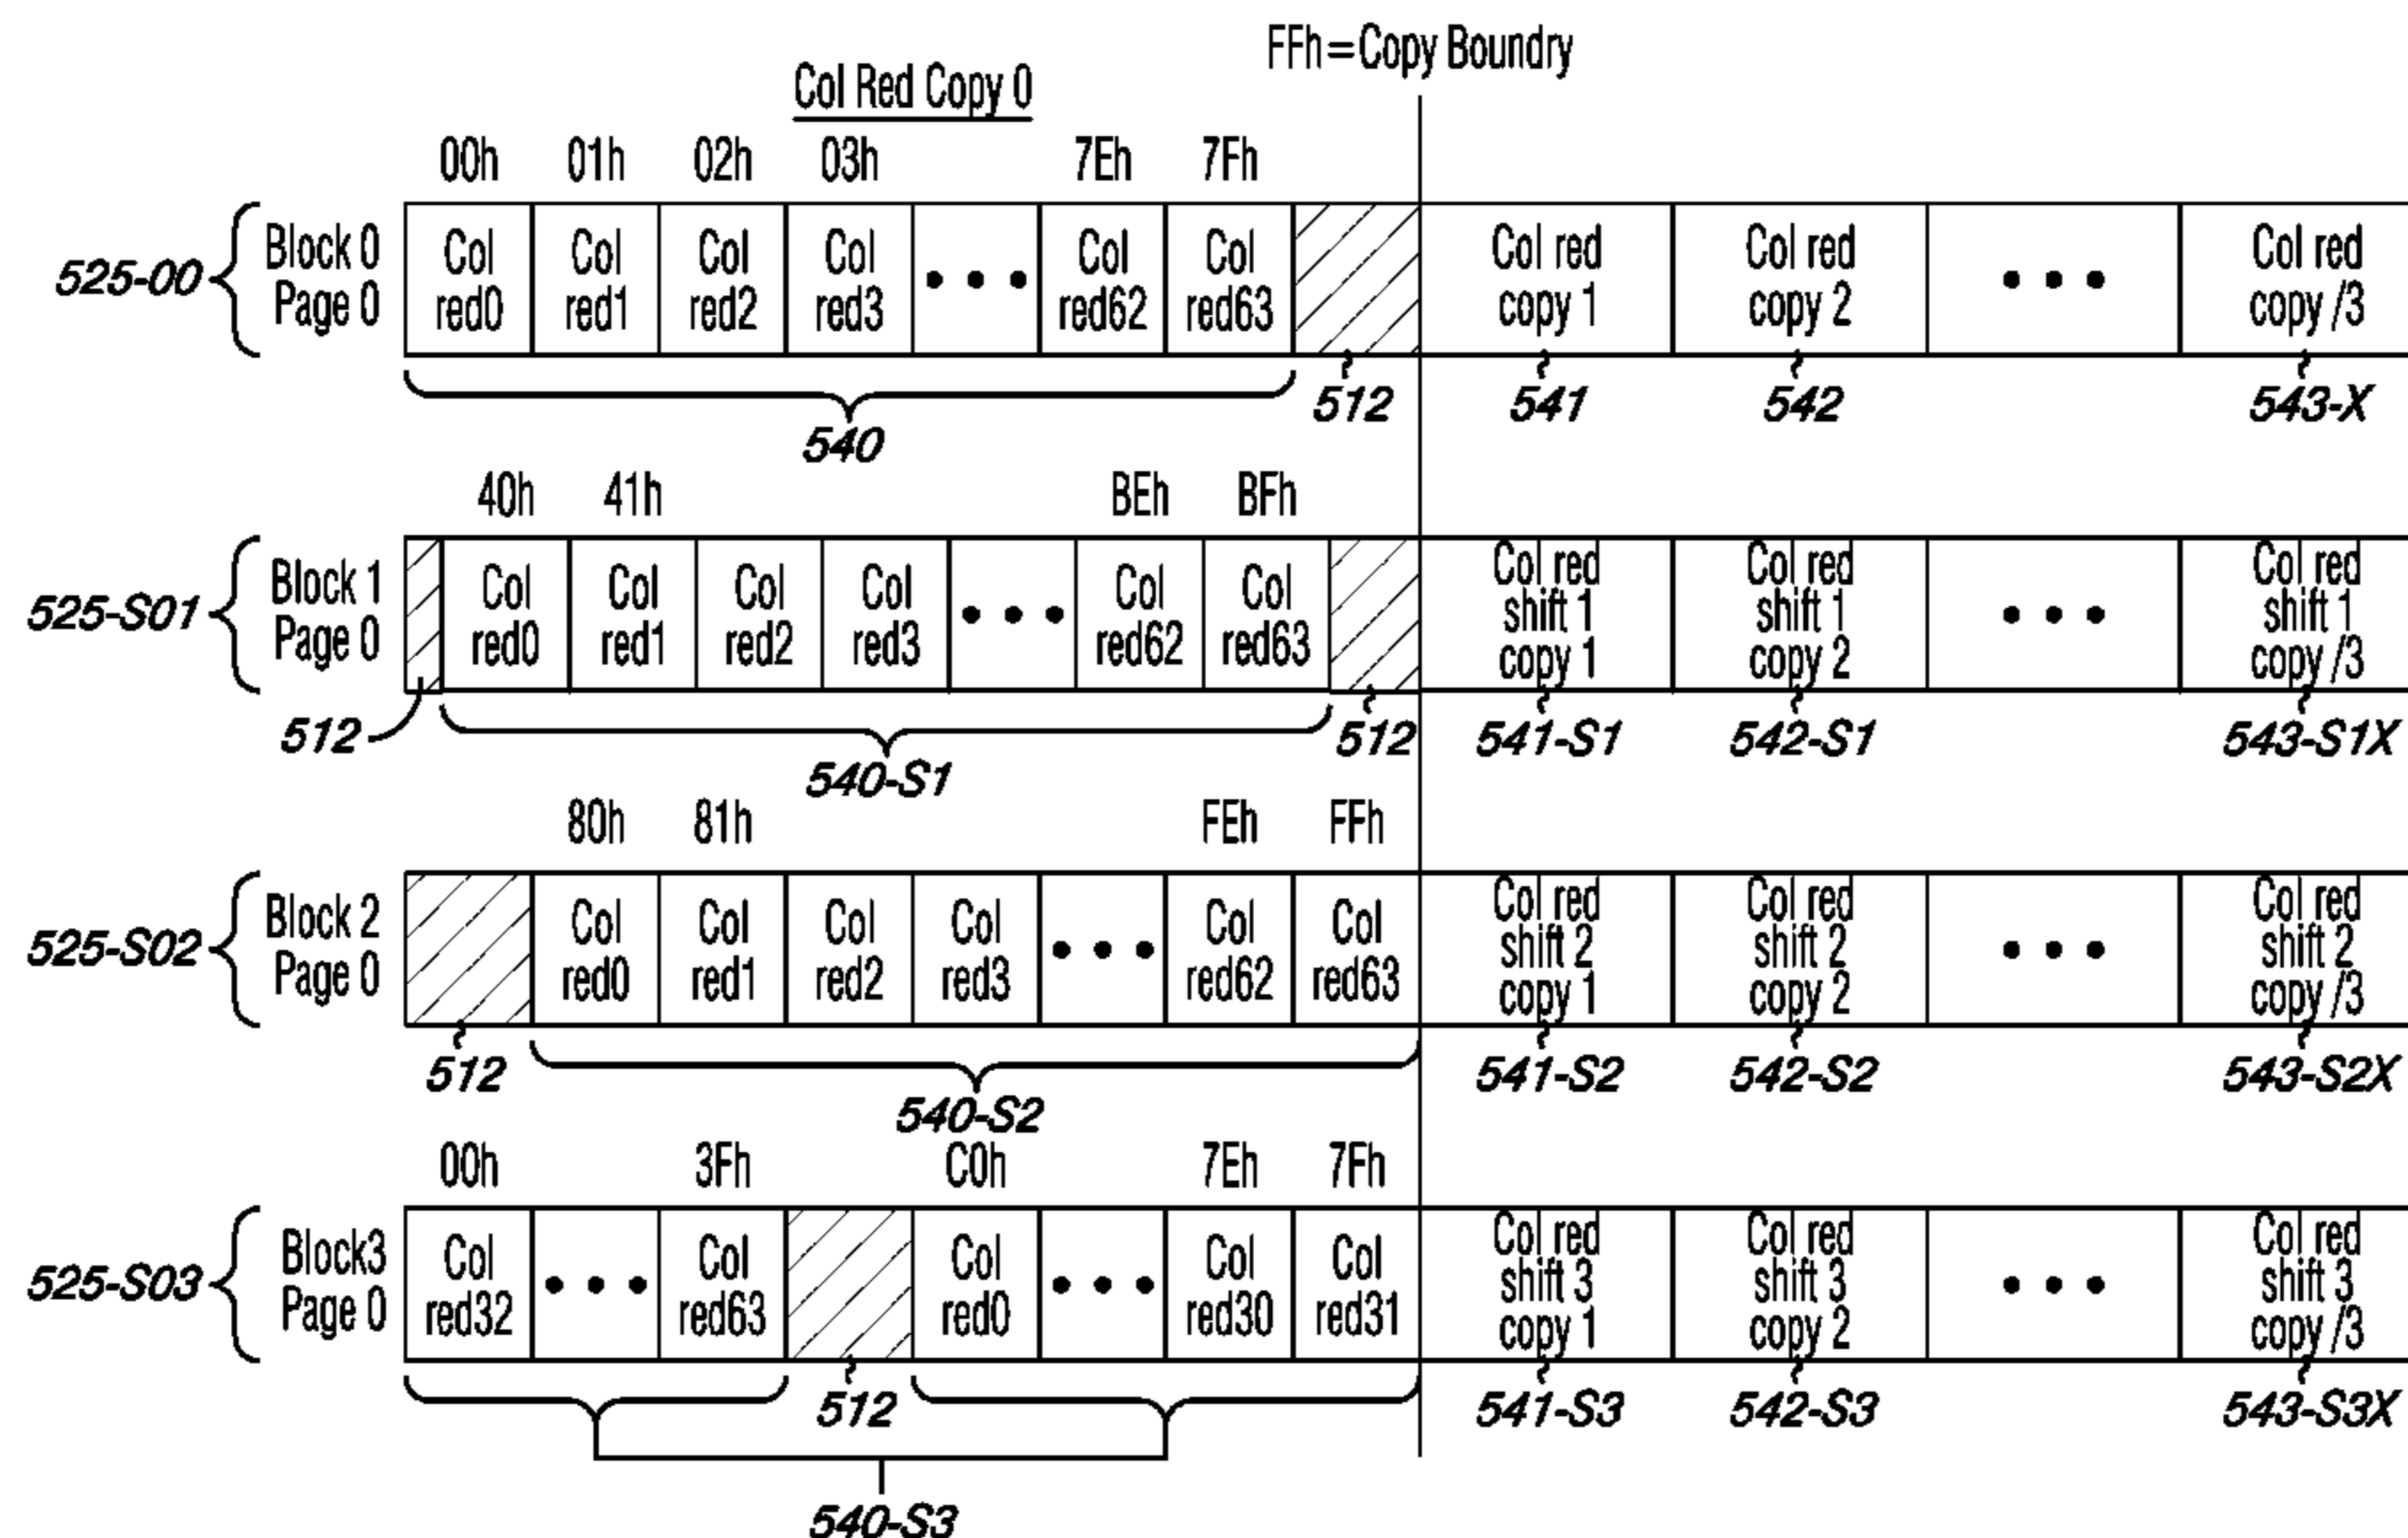 FFh=Copy Boundry
Col Red Copy 0
00h 01h 02h 03h 7Eh 7Fh
525-00 Block 0 Page 0
Col red0 Col red1 Col red2 Col red3 ••• Col red62 Col red63 Col red copy 1 Col red copy 2 ••• Col red copy /3
540 512 541 542 543-X
40h 41h BEh BFh
525-S01 Block 1 Page 0
Col red0 Col red1 Col red2 Col red3 ••• Col red62 Col red63 Col red shift 1 copy 1 Col red shift 1 copy 2 ••• Col red shift 1 copy /3
512 540-S1 512 541-S1 542-S1 543-S1X
80h 81h FEh FFh
525-S02 Block 2 Page 0
Col red0 Col red1 Col red2 Col red3 ••• Col red62 Col red63 Col red shift 2 copy 1 Col red shift 2 copy 2 ••• Col red shift 2 copy /3
512 540-S2 541-S2 542-S2 543-S2X
00h 3Fh C0h 7Eh 7Fh
525-S03 Block3 Page 0
Col red32 ••• Col red63 Col red0 ••• Col red30 Col red31 Col red shift 3 copy 1 Col red shift 3 copy 2 ••• Col red shift 3 copy /3
512 541-S3 542-S3 543-S3X
540-S3